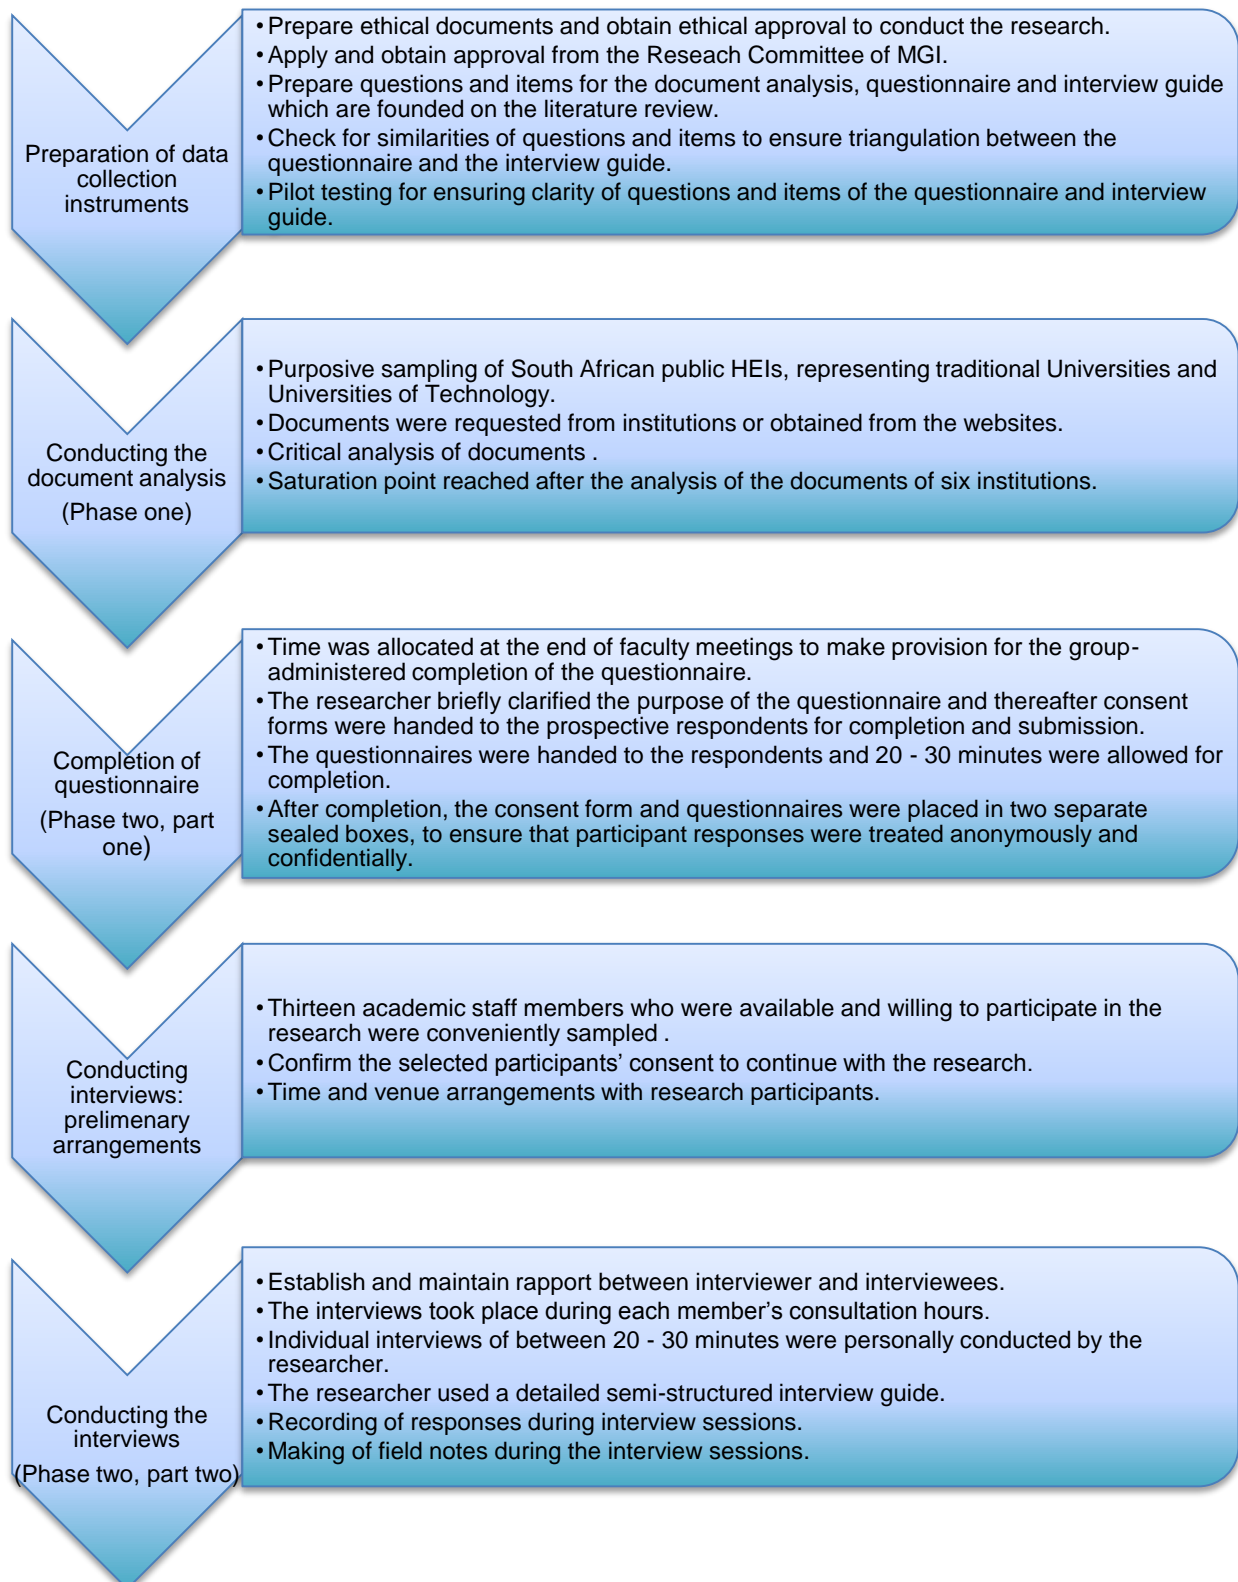 Preparation of data
collection
instruments
• Prepare ethical documents and obtain ethical approval to conduct the research.
• Apply and obtain approval from the Reseach Committee of MGI.
• Prepare questions and items for the document analysis, questionnaire and interview guide
which are founded on the literature review.
• Check for similarities of questions and items to ensure triangulation between the
questionnaire and the interview guide.
• Pilot testing for ensuring clarity of questions and items of the questionnaire and interview
guide.
Conducting the
document analysis
(Phase one)
• Purposive sampling of South African public HEIs, representing traditional Universities and
Universities of Technology.
• Documents were requested from institutions or obtained from the websites.
• Critical analysis of documents .
• Saturation point reached after the analysis of the documents of six institutions.
Completion of
questionnaire
(Phase two, part
one)
• Time was allocated at the end of faculty meetings to make provision for the group-
administered completion of the questionnaire.
• The researcher briefly clarified the purpose of the questionnaire and thereafter consent
forms were handed to the prospective respondents for completion and submission.
• The questionnaires were handed to the respondents and 20 - 30 minutes were allowed for
completion.
• After completion, the consent form and questionnaires were placed in two separate
sealed boxes, to ensure that participant responses were treated anonymously and
confidentially.
Conducting
interviews:
prelimenary
arrangements
• Thirteen academic staff members who were available and willing to participate in the
research were conveniently sampled .
• Confirm the selected participants’ consent to continue with the research.
• Time and venue arrangements with research participants.
Conducting the
interviews
(Phase two, part two)
• Establish and maintain rapport between interviewer and interviewees.
• The interviews took place during each member’s consultation hours.
• Individual interviews of between 20 - 30 minutes were personally conducted by the
researcher.
• The researcher used a detailed semi-structured interview guide.
• Recording of responses during interview sessions.
• Making of field notes during the interview sessions.